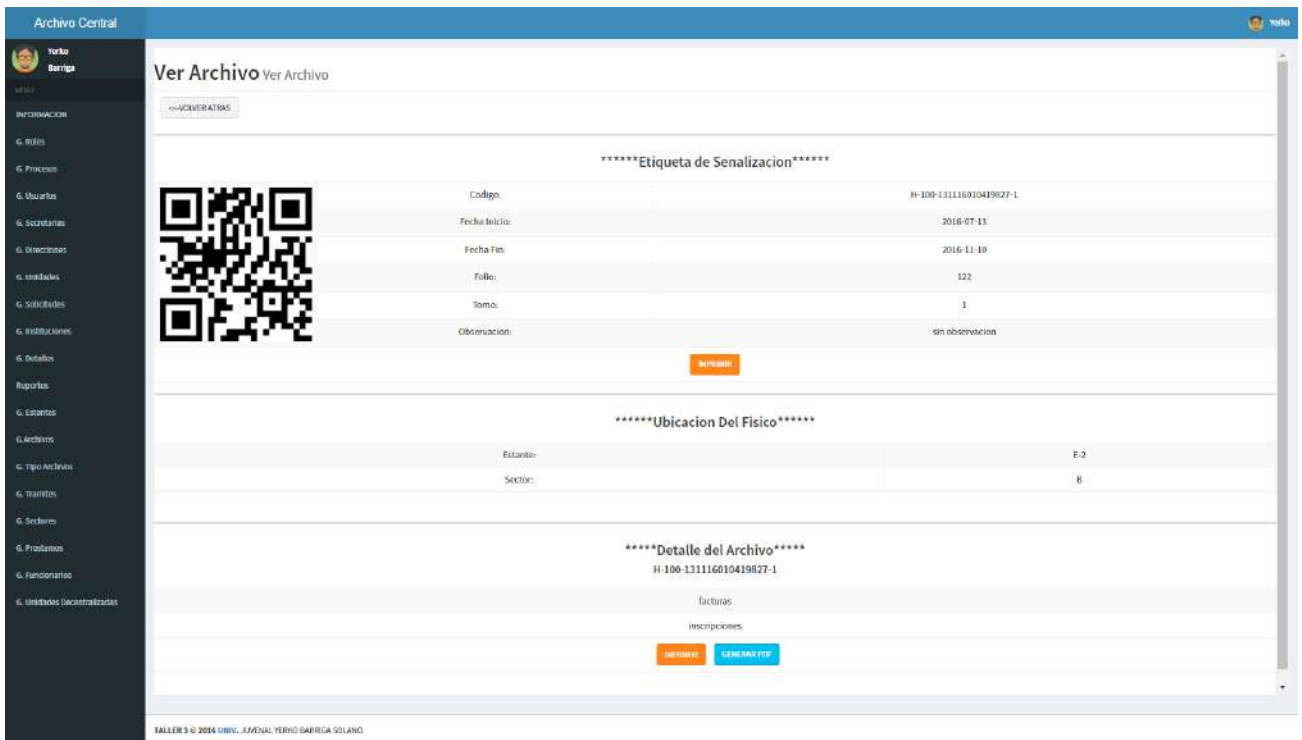 Archivo Central
Yerko
Yerko
Barriga
MENU
INFORMACION
G. Roles
G. Procesos
G. Usuarios
G. Secretarias
G. Direcciones
G. Unidades
G. Solicitudes
G. Instituciones
G. Detalles
Reportes
G. Estantes
G.Archivos
G. Tipo Archivos
G. Tramites
G. Sectores
G. Prestamos
G. Funcionarios
G. Unidades Decentralizadas
Ver Archivo Ver Archivo
<<-VOLVER ATRAS
******Etiqueta de Senalizacion******
Codigo: H-100-131116010419827-1
Fecha Inicio: 2016-07-13
Fecha Fin: 2016-11-10
Folio: 122
Tomo: 1
Observacion: sin observacion
IMPRIMIR
******Ubicacion Del Fisico******
Estante: E-2
Sector: B
*****Detalle del Archivo*****
H-100-131116010419827-1
facturas
inscripciones
IMPRIMIR GENERAR PDF
TALLER 3 © 2016 UNIV. JUVENAL YERKO BARRIGA SOLANO.